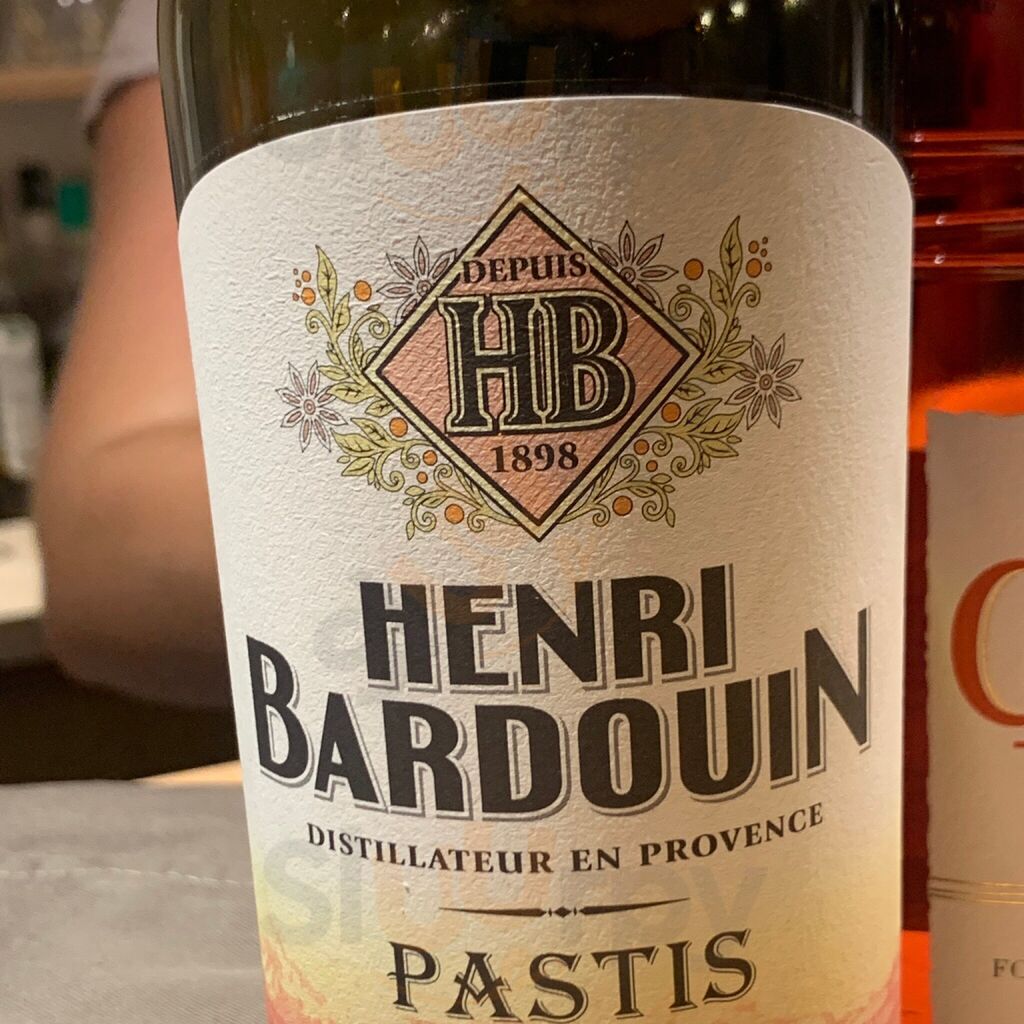 DEPUIS
HB
1898
HENRI
BARDOUIN
DISTILLATEUR EN PROVENCE
PASTIS